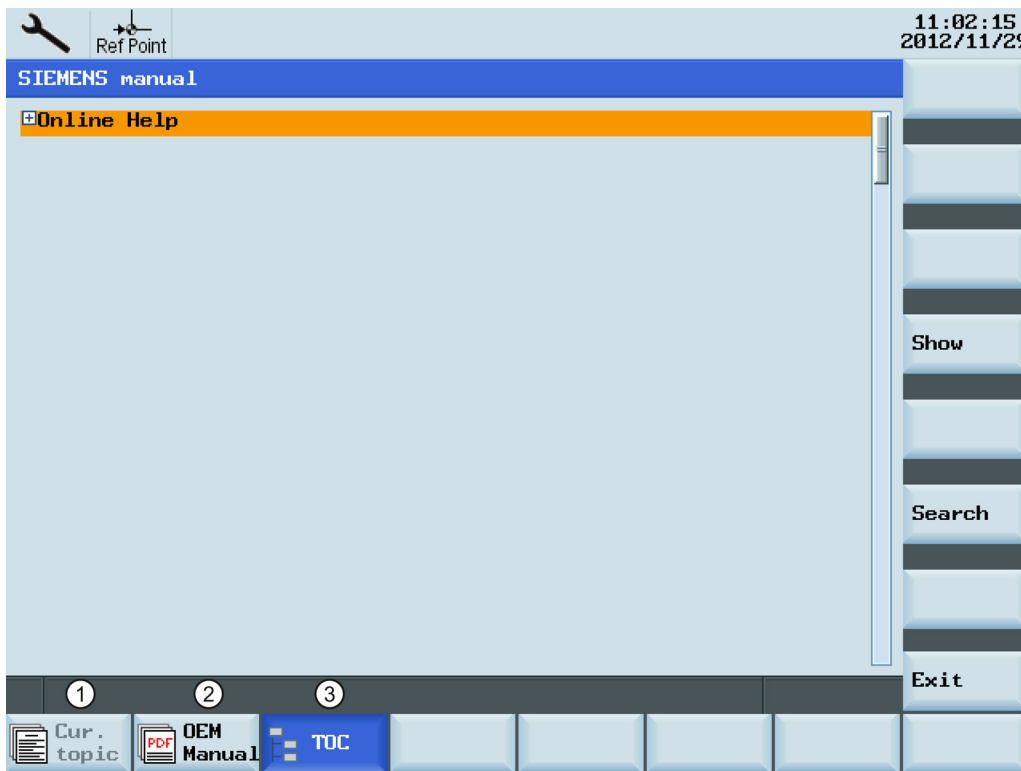 Ref Point
11:02:15
2012/11/29
SIEMENS manual
Online Help
Show
Search
Exit
1
2
3
Cur.
topic
PDF
OEM
Manual
TOC